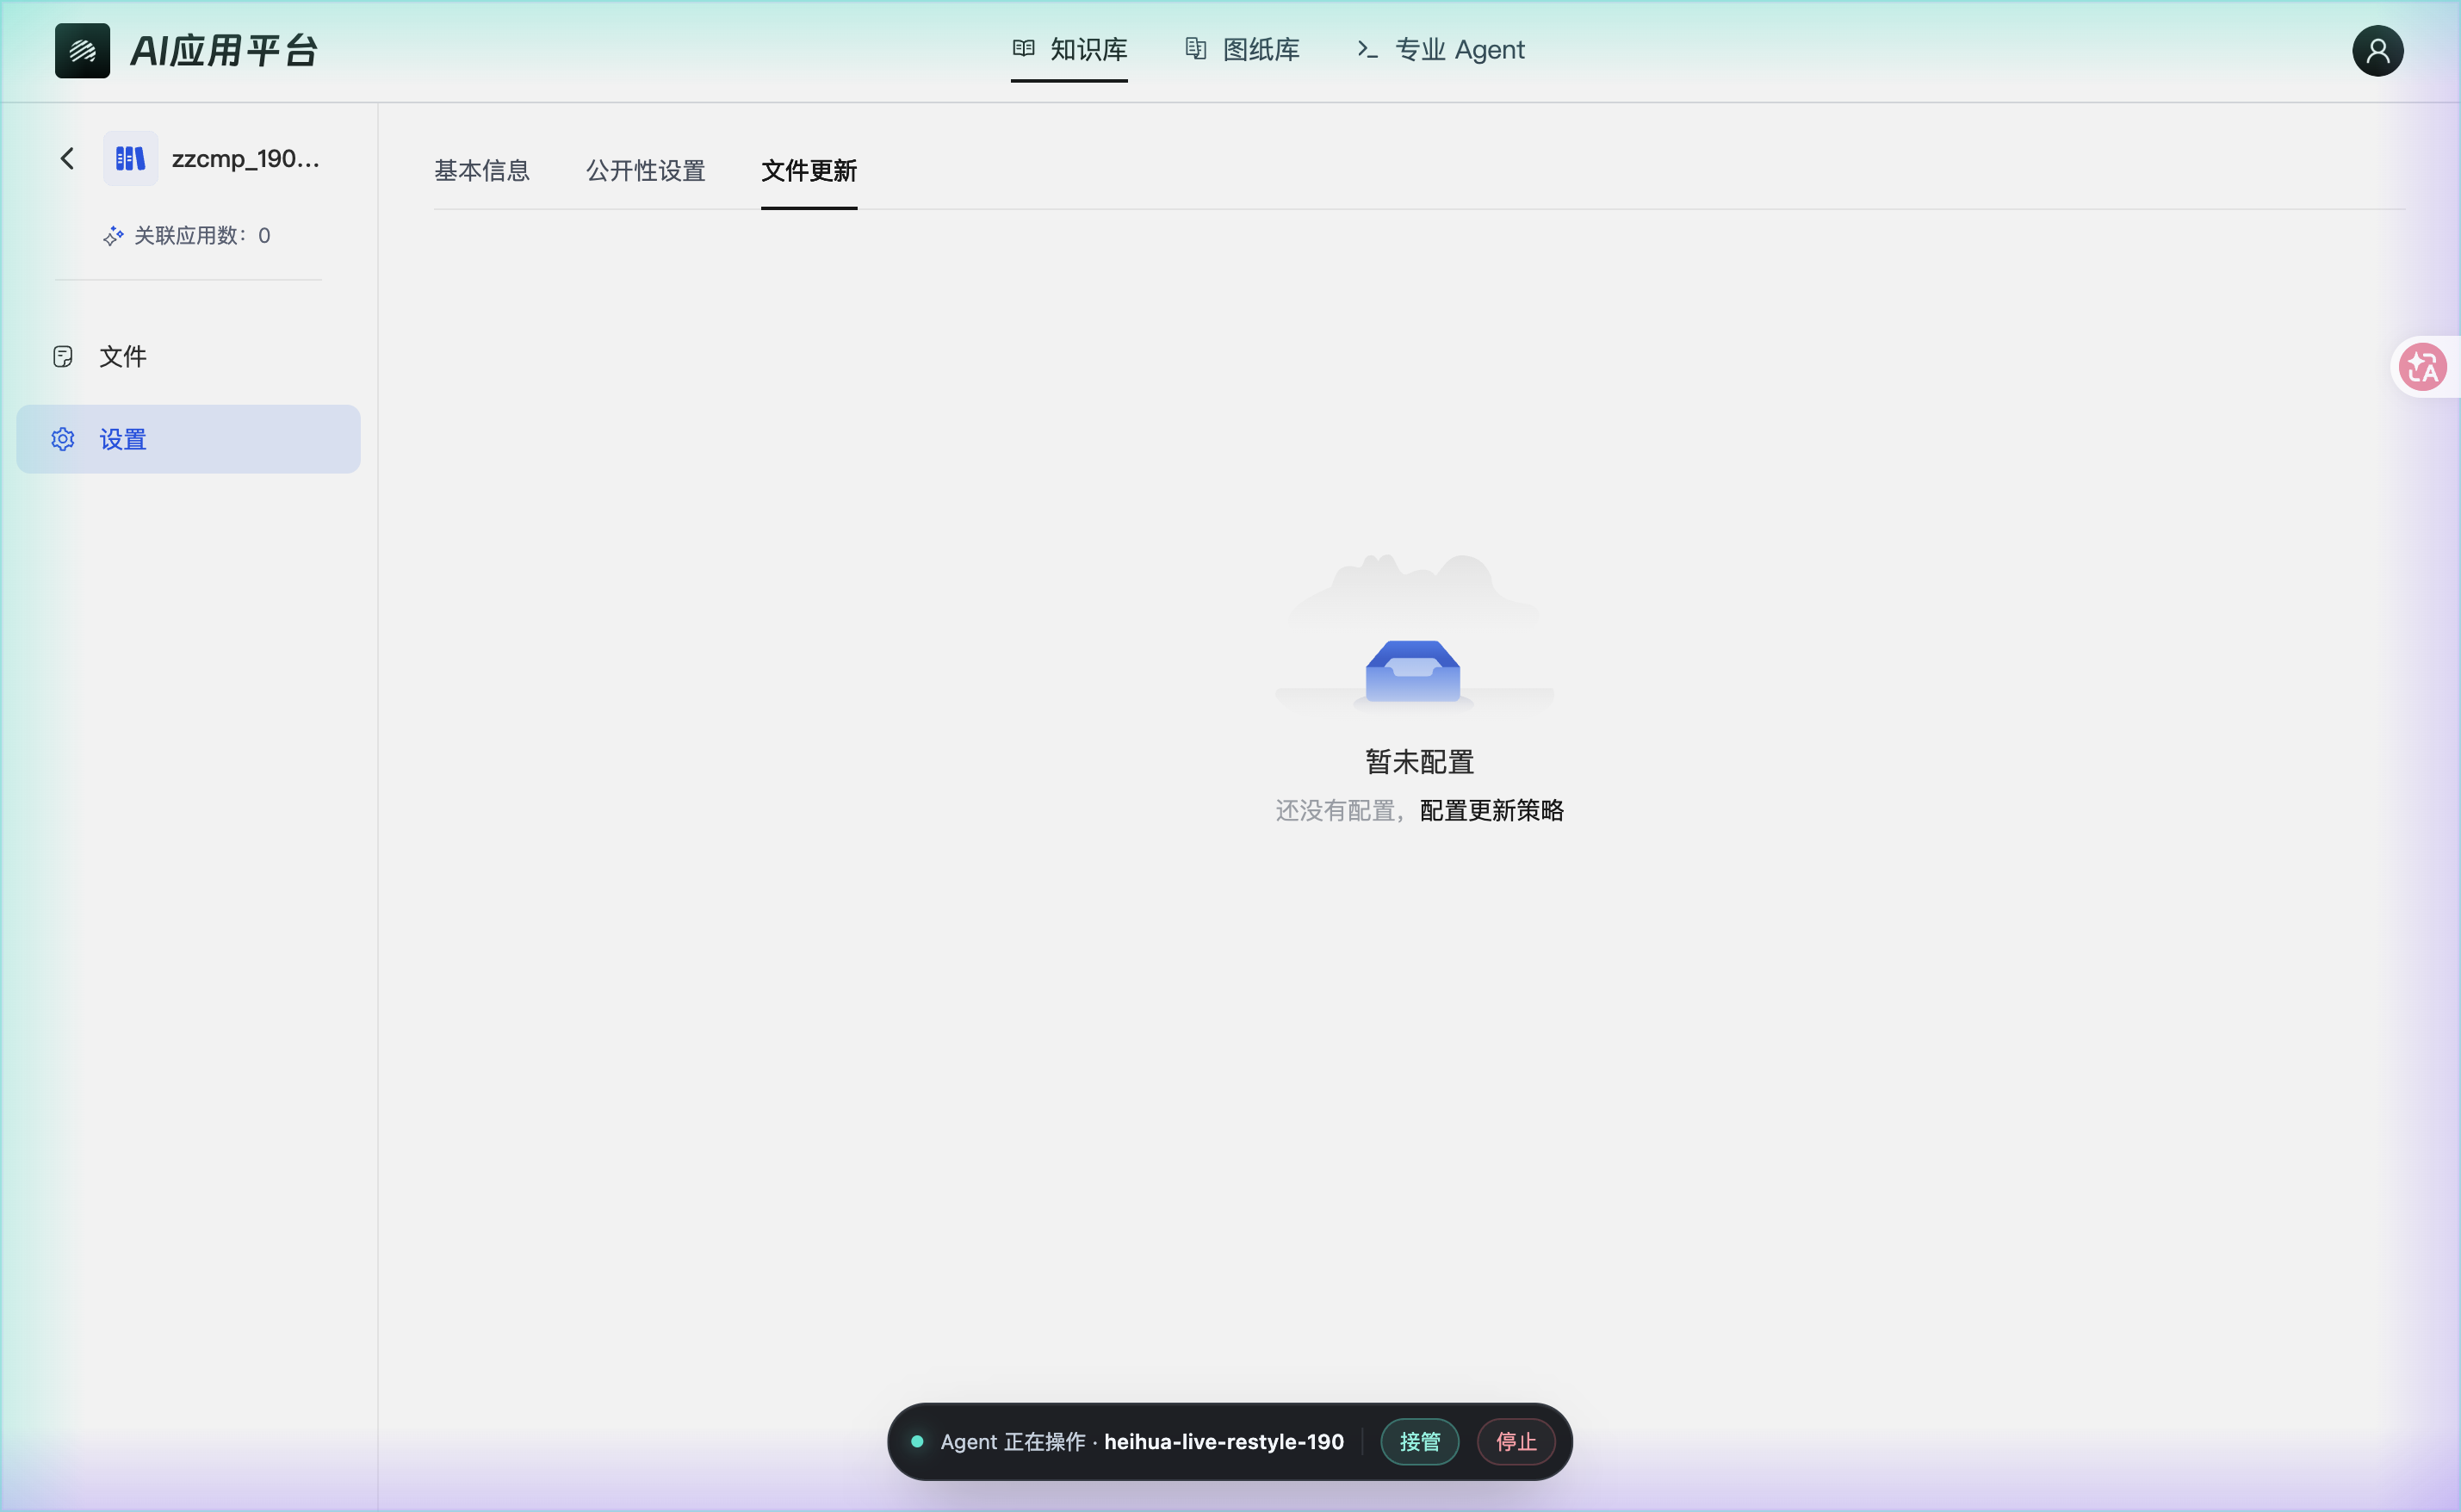 AI应用平台
知识库
图纸库
专业 Agent
zzcmp_190...
关联应用数：0
文件
设置
基本信息
公开性设置
文件更新
暂未配置
还没有配置，配置更新策略
Agent 正在操作 · heihua-live-restyle-190
接管
停止